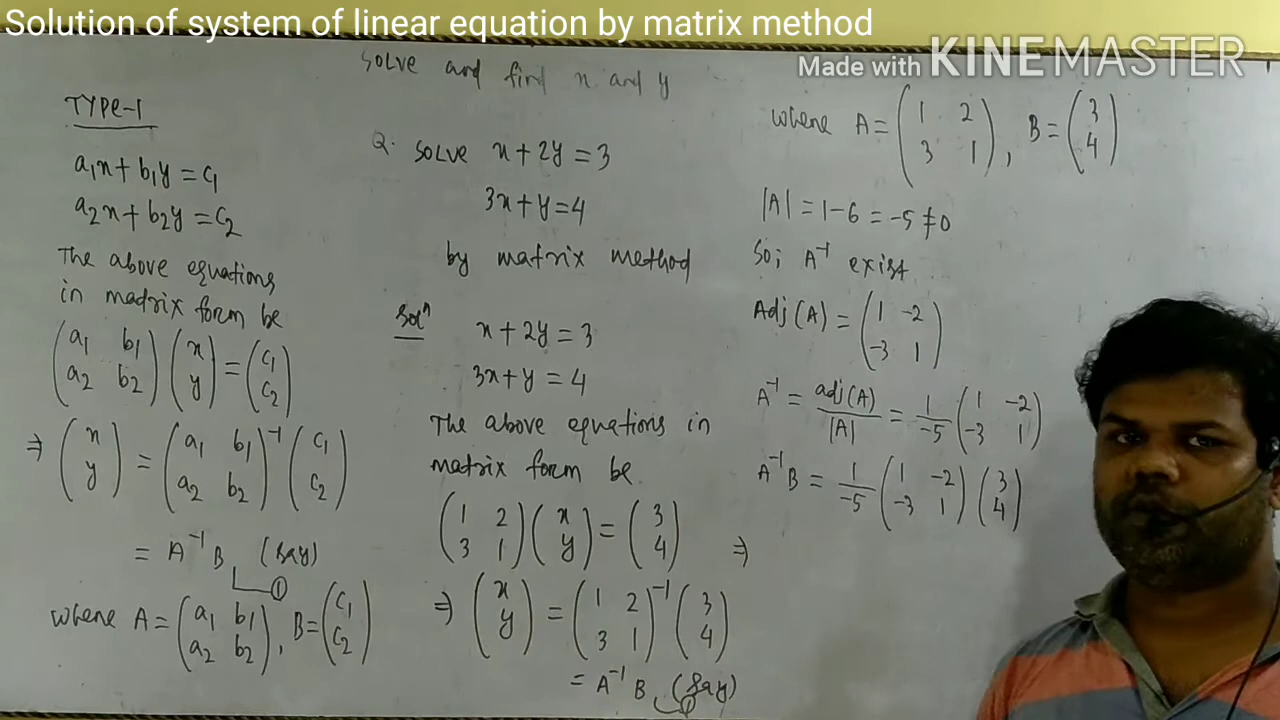 Solution of system of linear equation by matrix method
Made with KINEMASTER
Solve and find x and y
TYPE-1
a₁x + b₁y = c₁
a₂x + b₂y = c₂
The above equations
in matrix form be
(a₁ b₁) (x) = (c₁)
(a₂ b₂) (y) (c₂)
⇒ (x) = (a₁ b₁)⁻¹ (c₁)
(y) (a₂ b₂) (c₂)
= A⁻¹B (say)
①
where A = (a₁ b₁), B = (c₁)
(a₂ b₂) (c₂)
Q. Solve x + 2y = 3
3x + y = 4
by matrix method
Solⁿ x + 2y = 3
3x + y = 4
The above equations in
matrix form be
(1 2) (x) = (3) ⇒
(3 1) (y) (4)
⇒ (x) = (1 2)⁻¹ (3)
(y) (3 1) (4)
= A⁻¹B (say)
①
where A = (1 2), B = (3)
(3 1) (4)
|A| = 1-6 = -5 ≠ 0
So; A⁻¹ exist
Adj(A) = (1 -2)
(-3 1)
A⁻¹ = adj(A)/|A| = 1/-5 (1 -2)
(-3 1)
A⁻¹B = 1/-5 (1 -2) (3)
(-3 1) (4)